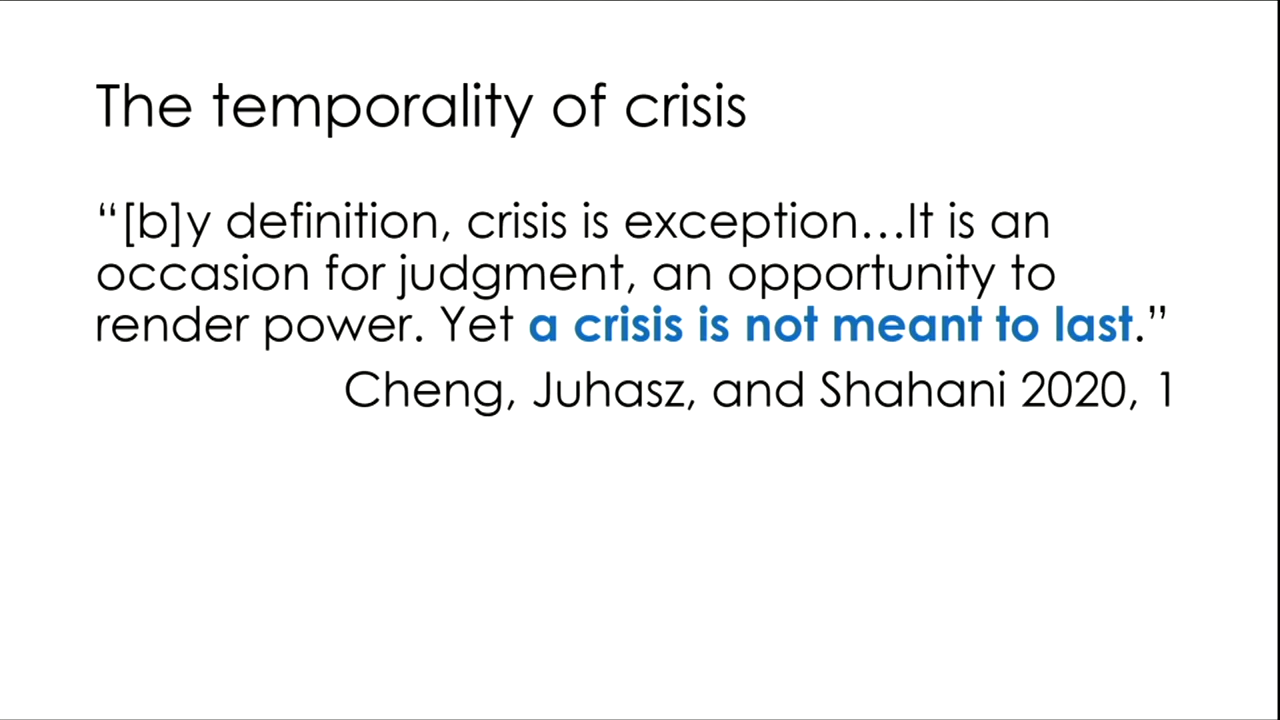 The temporality of crisis
“[b]y definition, crisis is exception…It is an
occasion for judgment, an opportunity to
render power. Yet a crisis is not meant to last.”
Cheng, Juhasz, and Shahani 2020, 1